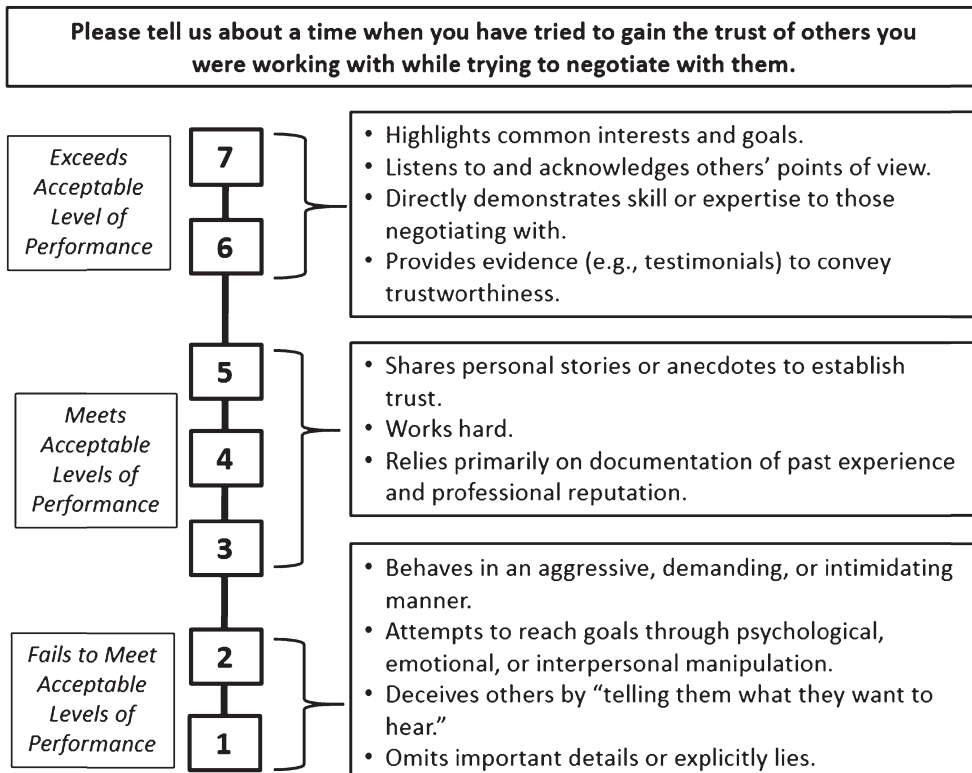 Please tell us about a time when you have tried to gain the trust of others you
were working with while trying to negotiate with them.
Exceeds
Acceptable
Level of
Performance
7
6
• Highlights common interests and goals.
• Listens to and acknowledges others’ points of view.
• Directly demonstrates skill or expertise to those
negotiating with.
• Provides evidence (e.g., testimonials) to convey
trustworthiness.
Meets
Acceptable
Levels of
Performance
5
4
3
• Shares personal stories or anecdotes to establish
trust.
• Works hard.
• Relies primarily on documentation of past experience
and professional reputation.
Fails to Meet
Acceptable
Levels of
Performance
2
1
• Behaves in an aggressive, demanding, or intimidating
manner.
• Attempts to reach goals through psychological,
emotional, or interpersonal manipulation.
• Deceives others by “telling them what they want to
hear.”
• Omits important details or explicitly lies.